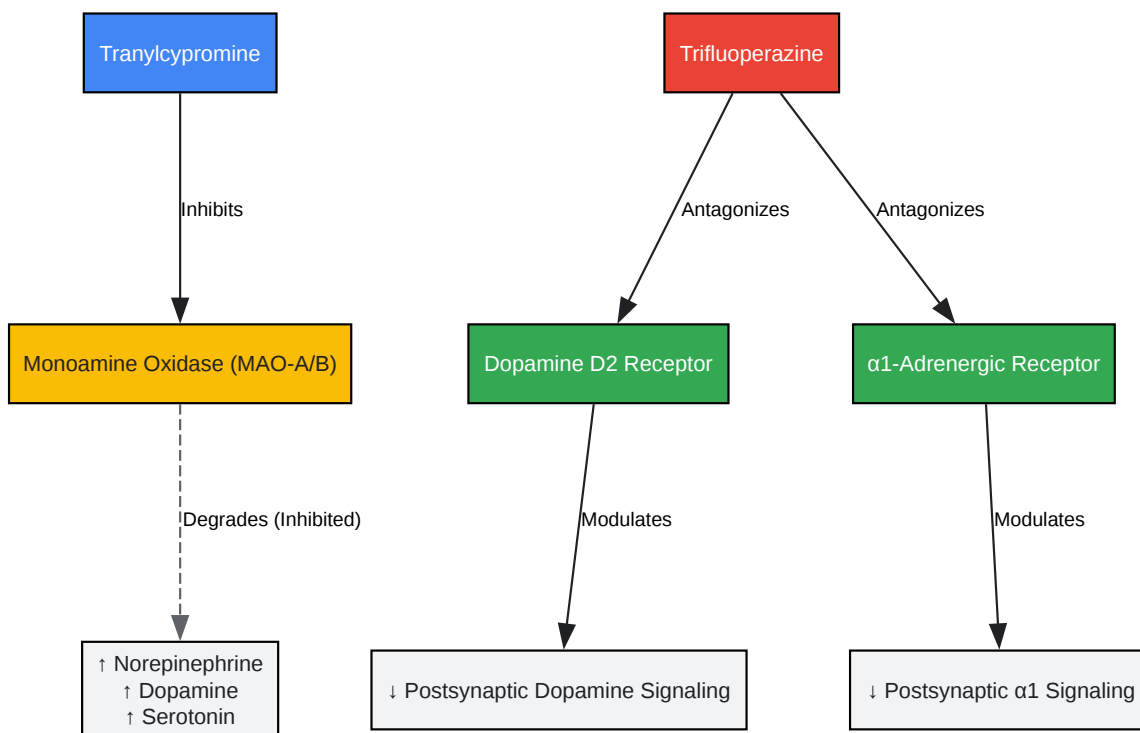 Tranylcypromine
Trifluoperazine
Inhibits
Antagonizes
Antagonizes
Monoamine Oxidase (MAO-A/B)
Dopamine D2 Receptor
α1-Adrenergic Receptor
Degrades (Inhibited)
Modulates
Modulates
↑ Norepinephrine
↑ Dopamine
↑ Serotonin
↓ Postsynaptic Dopamine Signaling
↓ Postsynaptic α1 Signaling